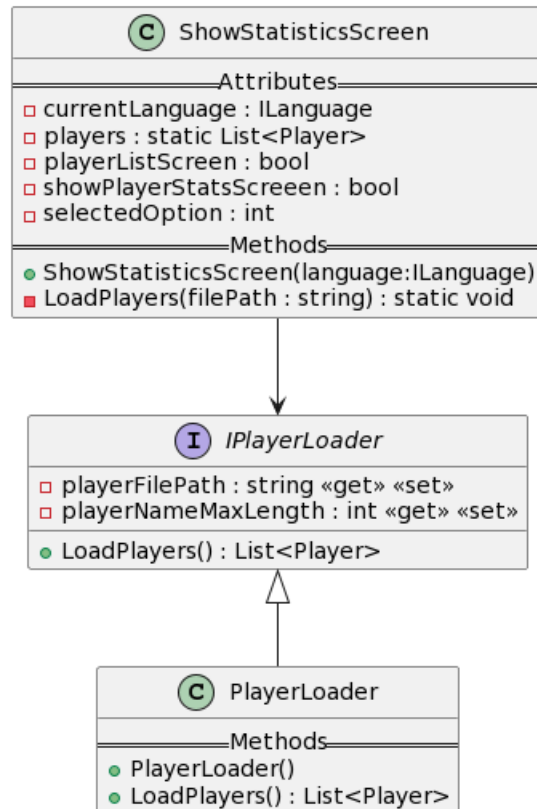 C ShowStatisticsScreen
Attributes
currentLanguage : ILanguage
players : static List<Player>
playerListScreen : bool
showPlayerStatsScreeen : bool
selectedOption : int
Methods
ShowStatisticsScreen(language:ILanguage)
LoadPlayers(filePath : string) : static void
I IPlayerLoader
playerFilePath : string «get» «set»
playerNameMaxLength : int «get» «set»
LoadPlayers() : List<Player>
C PlayerLoader
Methods
PlayerLoader()
LoadPlayers() : List<Player>